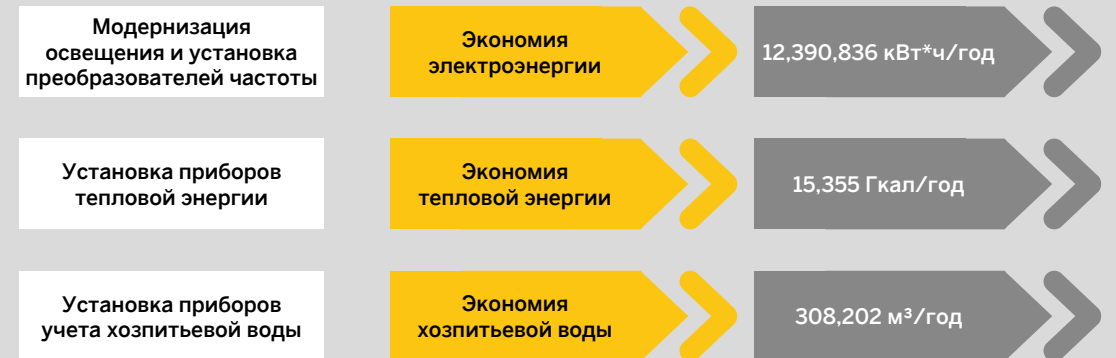 Модернизация
освещения и установка
преобразователей частоты
Экономия
электроэнергии
12,390,836 кВт*ч/год
Установка приборов
тепловой энергии
Экономия
тепловой энергии
15,355 Гкал/год
Установка приборов
учета хозпитьевой воды
Экономия
хозпитьевой воды
308,202 м³/год